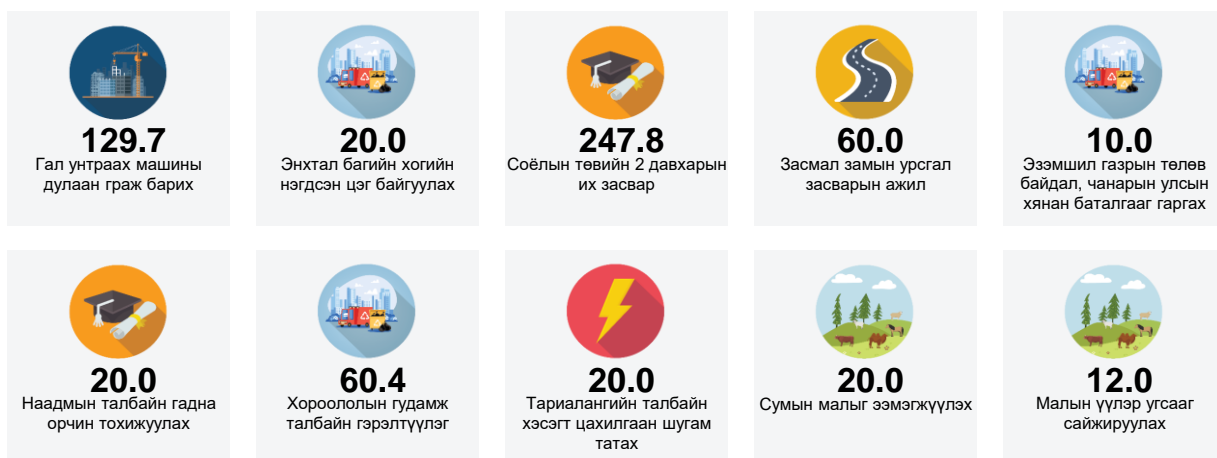 129.7
Гал унтраах машины
дулаан граж барих
20.0
Энхтал багийн хогийн
нэгдсэн цэг байгуулах
247.8
Соёлын төвийн 2 давхарын
их засвар
60.0
Засмал замын урсгал
засварын ажил
10.0
Эзэмшил газрын төлөв
байдал, чанарын улсын
хянан баталгааг гаргах
20.0
Наадмын талбайн гадна
орчин тохижуулах
60.4
Хороололын гудамж
талбайн гэрэлтүүлэг
20.0
Тариалангийн талбайн
хэсэгт цахилгаан шугам
татах
20.0
Сумын малыг ээмэгжүүлэх
12.0
Малын үүлэр угсааг
сайжируулах